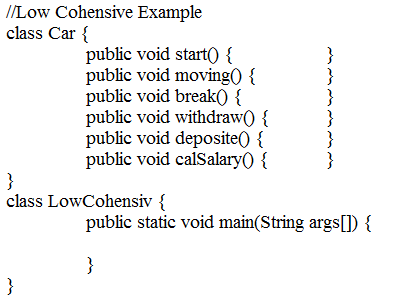 //Low Cohensive Example
class Car {
public void start() { }
public void moving() { }
public void break() { }
public void withdraw() { }
public void deposite() { }
public void calSalary() { }
}
class LowCohensiv {
public static void main(String args[]) {
}
}